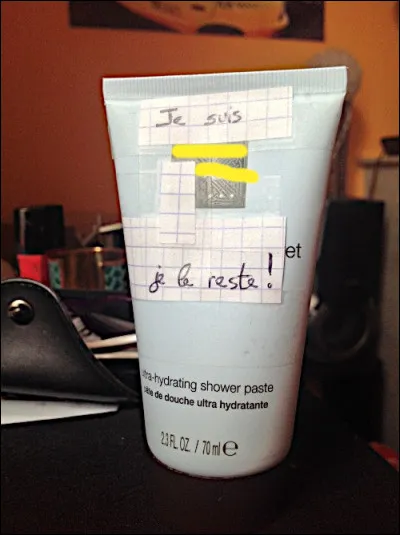 Je suis
et
je le reste !
ultra-hydrating shower paste
pâte de douche ultra hydratante
2.3 FL. OZ. / 70 ml e